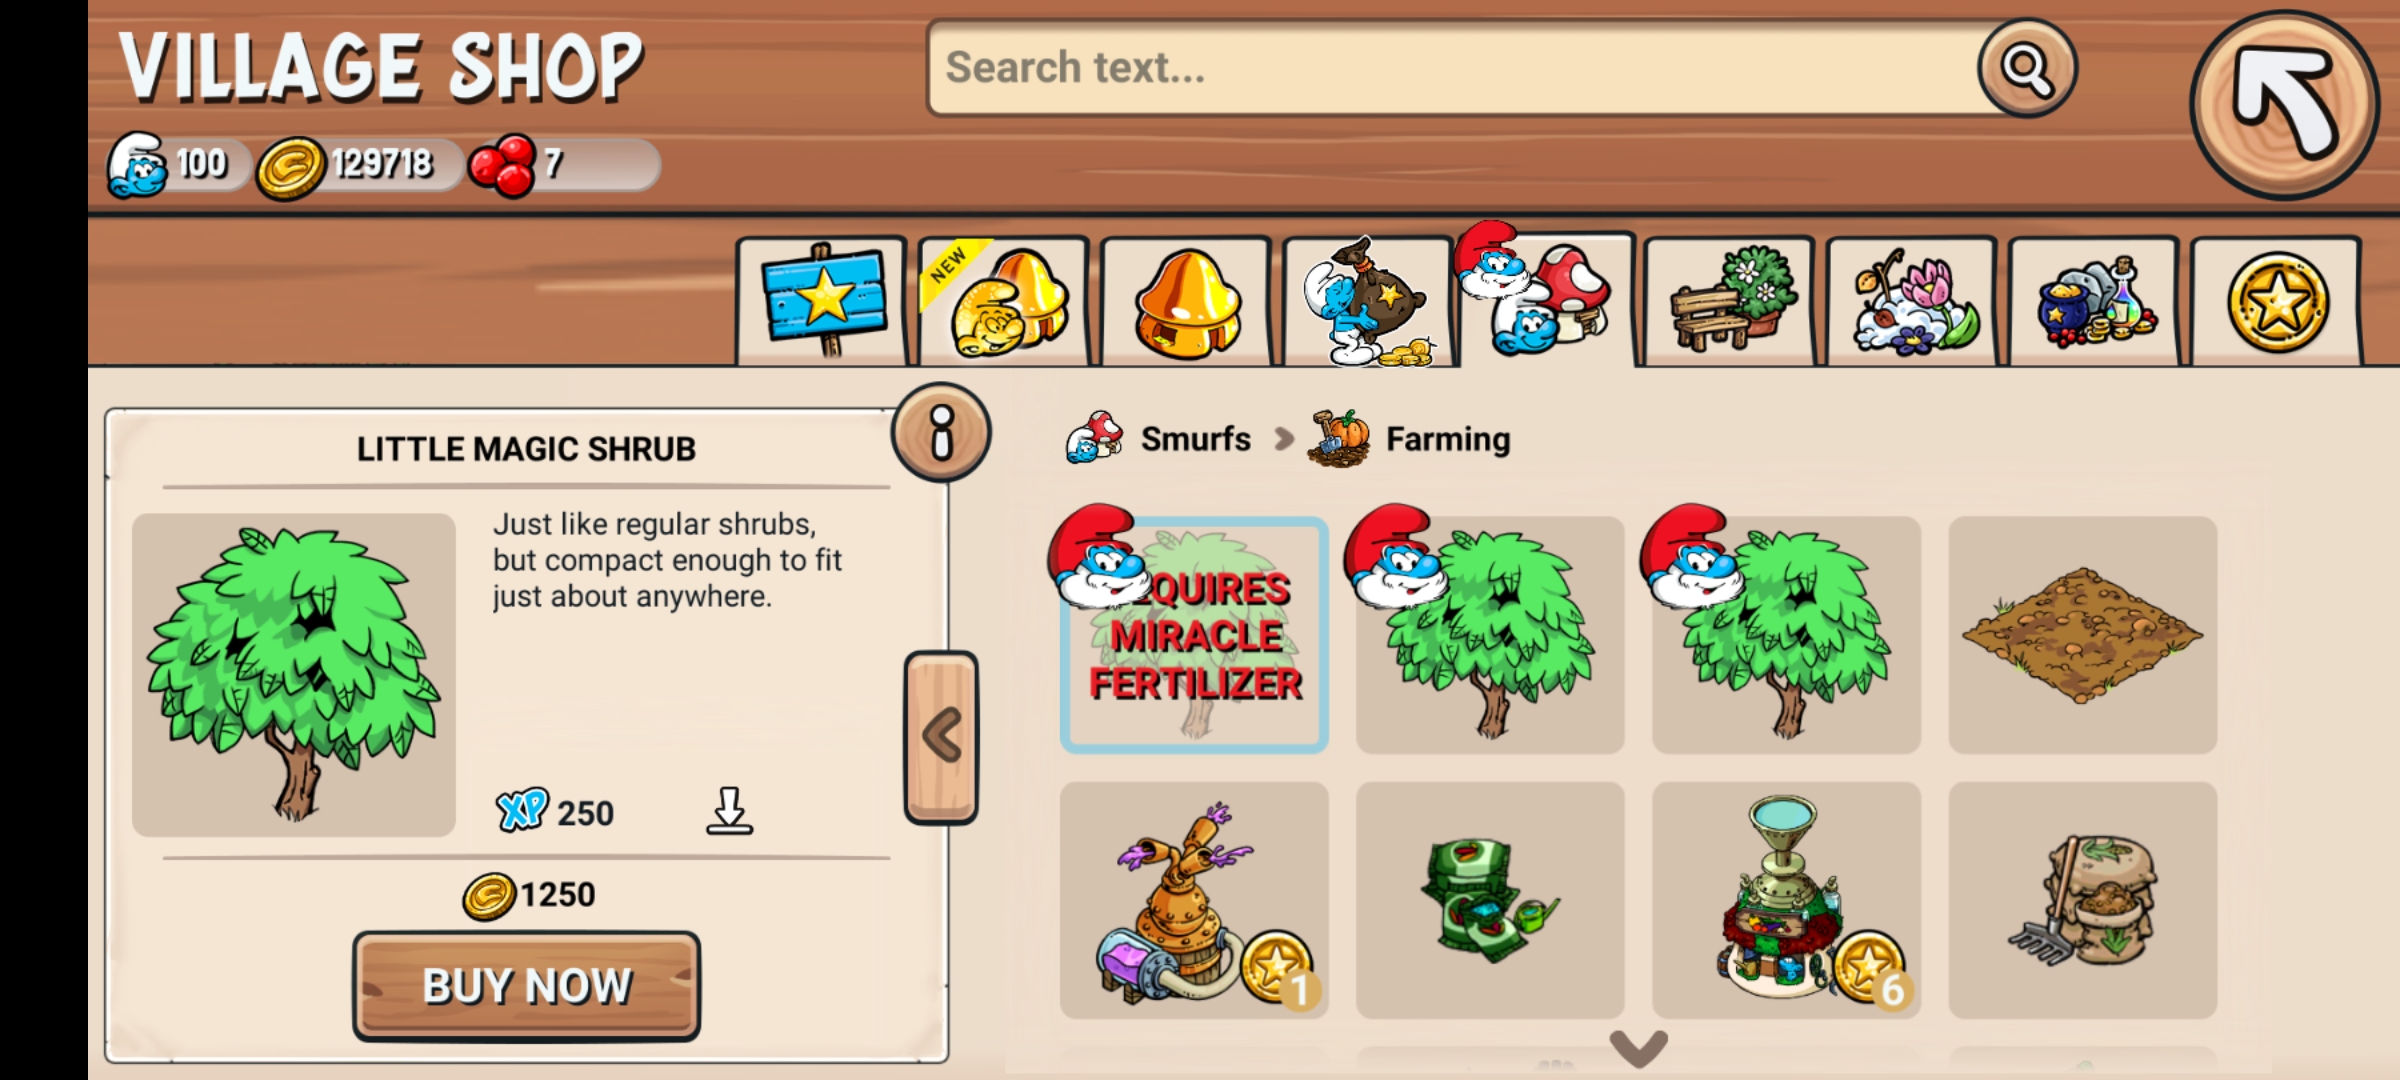 VILLAGE SHOP
Search text...
100
129718
7
NEW
LITTLE MAGIC SHRUB
Just like regular shrubs,
but compact enough to fit
just about anywhere.
XP 250
1250
BUY NOW
Smurfs
Farming
QUIRES
MIRACLE
FERTILIZER
1
6